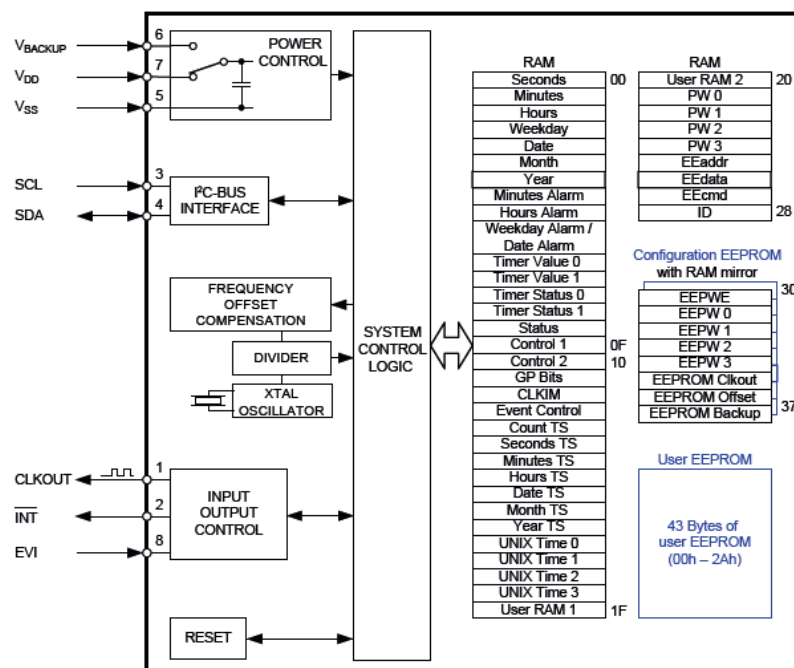 V BACKUP
6
V DD
7
V SS
5
POWER
CONTROL
SCL
3
SDA
4
I²C-BUS
INTERFACE
FREQUENCY
OFFSET
COMPENSATION
DIVIDER
XTAL
OSCILLATOR
CLKOUT
1
INT
2
EVI
8
INPUT
OUTPUT
CONTROL
RESET
SYSTEM
CONTROL
LOGIC
RAM
Seconds 00
Minutes
Hours
Weekday
Date
Month
Year
Minutes Alarm
Hours Alarm
Weekday Alarm /
Date Alarm
Timer Value 0
Timer Value 1
Timer Status 0
Timer Status 1
Status
Control 1 0F
Control 2 10
GP Bits
CLKIM
Event Control
Count TS
Seconds TS
Minutes TS
Hours TS
Date TS
Month TS
Year TS
UNIX Time 0
UNIX Time 1
UNIX Time 2
UNIX Time 3
User RAM 1 1F
RAM
User RAM 2 20
PW 0
PW 1
PW 2
PW 3
EEaddr
EEdata
EEcmd
ID 28
Configuration EEPROM
with RAM mirror
30
EEPWE
EEPW 0
EEPW 1
EEPW 2
EEPW 3
EEPROM Clkout
EEPROM Offset
EEPROM Backup 37
User EEPROM
43 Bytes of
user EEPROM
(00h – 2Ah)